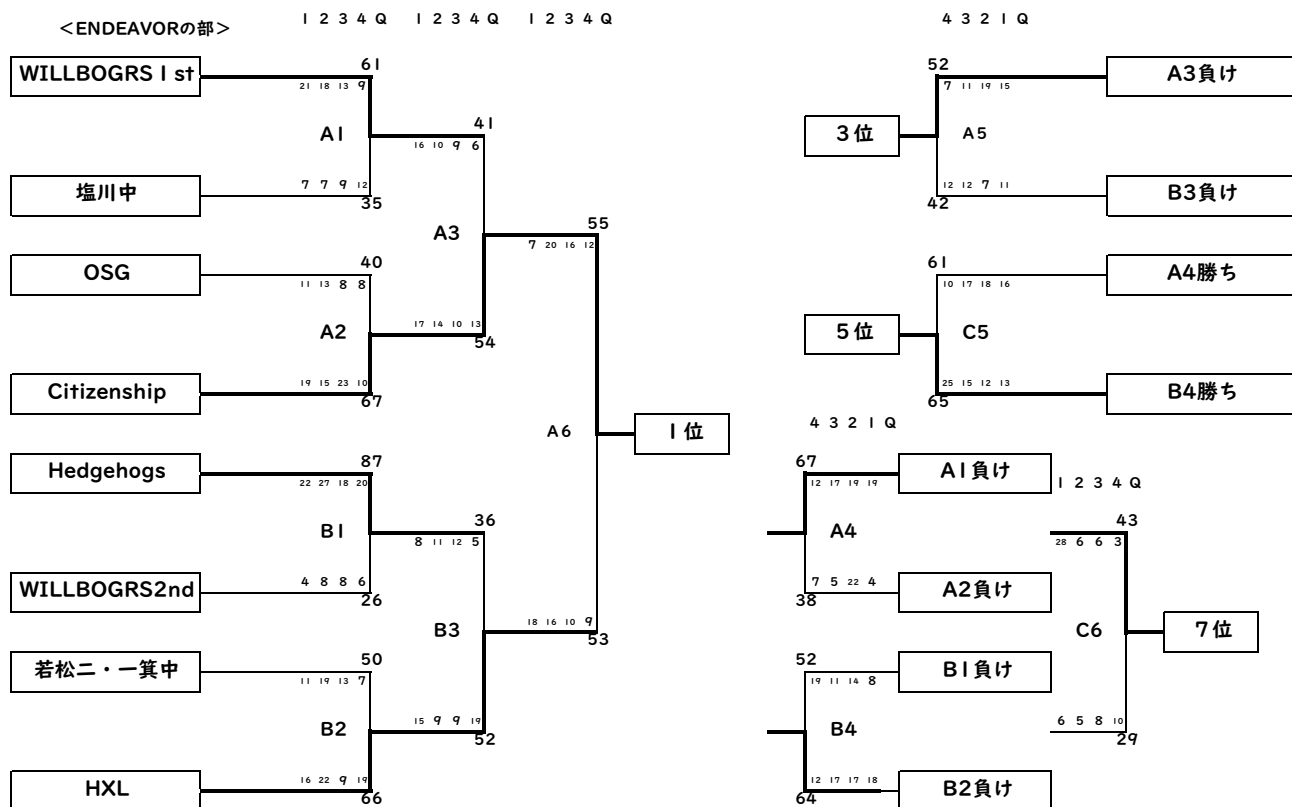 <ENDEAVORの部>
1 2 3 4 Q 1 2 3 4 Q 1 2 3 4 Q
4 3 2 1 Q
WILLBOGRS 1 st
61
21 18 13 9
A1
塩川中
7 7 9 12
35
41
16 10 9 6
A3
OSG
40
11 13 8 8
A2
17 14 10 13
54
Citizenship
19 15 23 10
67
55
7 20 16 12
A6
1位
Hedgehogs
87
22 27 18 20
B1
WILLBOGRS2nd
4 8 8 6
26
36
8 11 12 5
B3
18 16 10 9
53
若松二・一箕中
50
11 19 13 7
B2
15 9 9 19
52
HXL
16 22 9 19
66
52
7 11 19 15
A3負け
3位
A5
12 12 7 11
42
B3負け
61
10 17 18 16
A4勝ち
5位
C5
25 15 12 13
65
B4勝ち
4 3 2 1 Q
67
12 17 19 19
A1負け
A4
7 5 22 4
38
A2負け
52
19 11 14 8
B1負け
B4
12 17 17 18
64
B2負け
1 2 3 4 Q
43
28 6 6 3
C6
7位
6 5 8 10
29